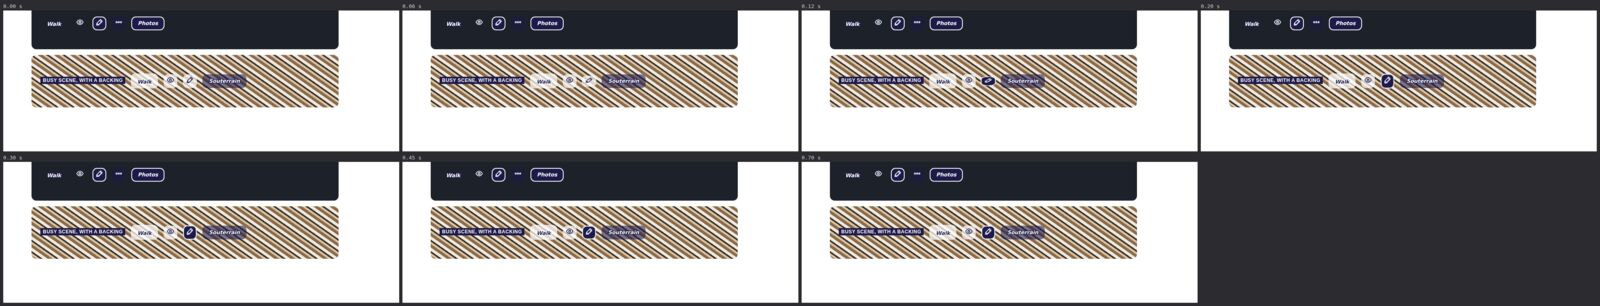 0.00 s
Walk ••• Photos
BUSY SCENE, WITH A BACKING Walk Souterrain
0.06 s
Walk ••• Photos
BUSY SCENE, WITH A BACKING Walk Souterrain
0.12 s
Walk ••• Photos
BUSY SCENE, WITH A BACKING Walk Souterrain
0.20 s
Walk ••• Photos
BUSY SCENE, WITH A BACKING Walk Souterrain
0.30 s
Walk ••• Photos
BUSY SCENE, WITH A BACKING Walk Souterrain
0.45 s
Walk ••• Photos
BUSY SCENE, WITH A BACKING Walk Souterrain
0.70 s
Walk ••• Photos
BUSY SCENE, WITH A BACKING Walk Souterrain